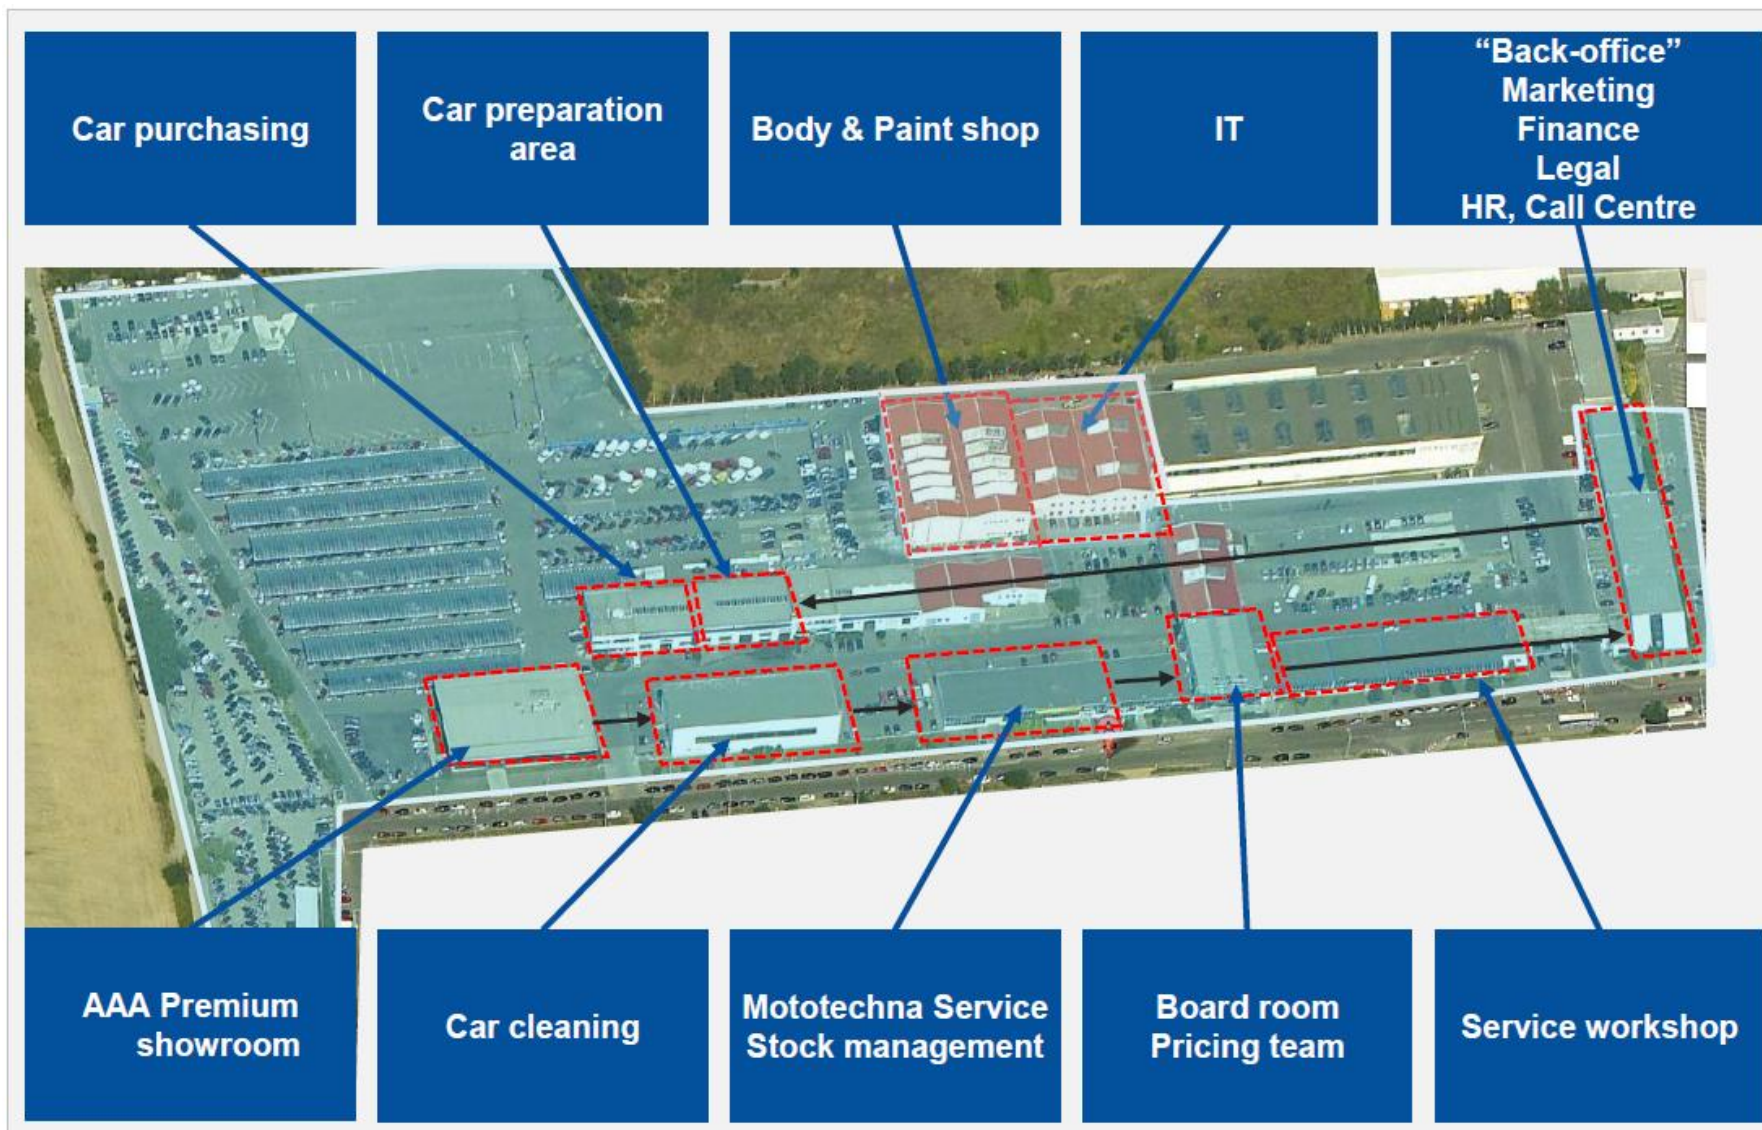 Car purchasing
Car preparation
area
Body & Paint shop
IT
“Back-office”
Marketing
Finance
Legal
HR, Call Centre
AAA Premium
showroom
Car cleaning
Mototechna Service
Stock management
Board room
Pricing team
Service workshop